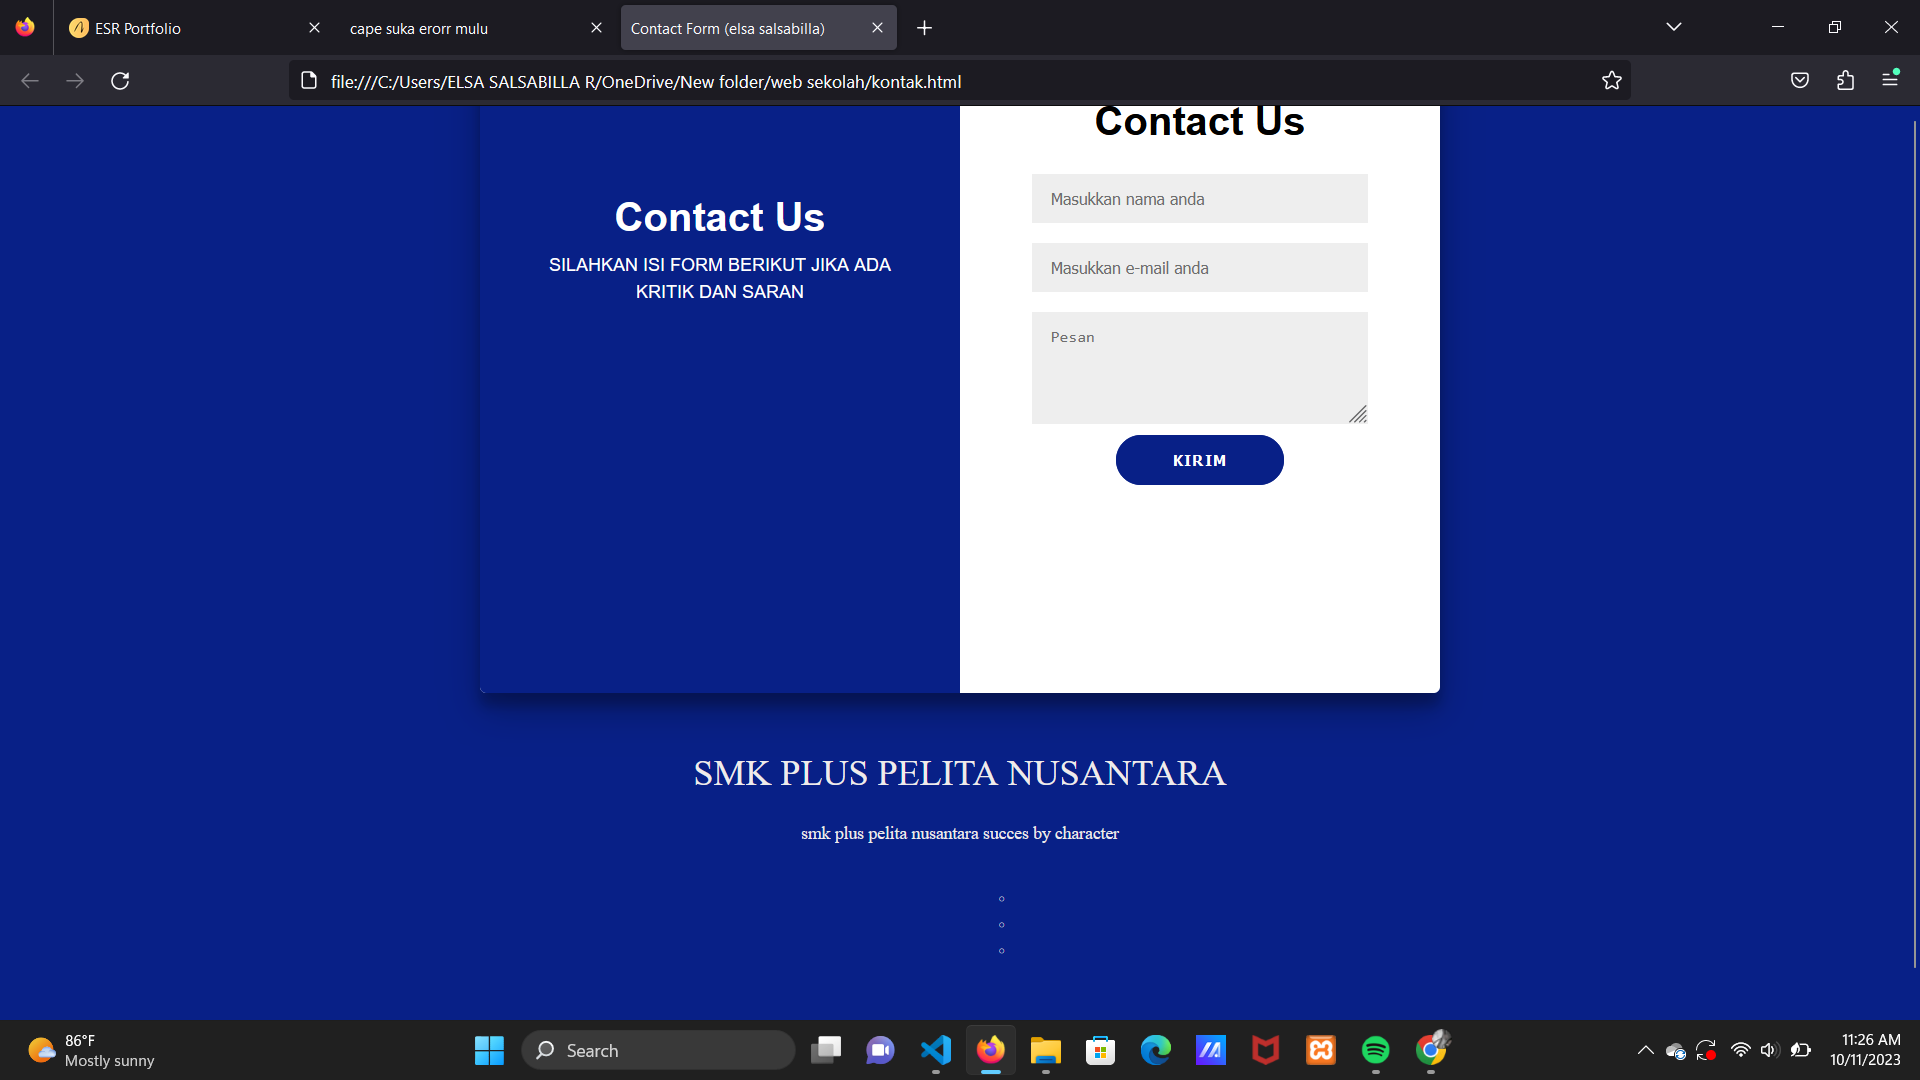 ESR Portfolio
cape suka erorr mulu
Contact Form (elsa salsabilla)
file:///C:/Users/ELSA SALSABILLA R/OneDrive/New folder/web sekolah/kontak.html
Contact Us
Contact Us
SILAHKAN ISI FORM BERIKUT JIKA ADA
KRITIK DAN SARAN
Masukkan nama anda
Masukkan e-mail anda
Pesan
KIRIM
SMK PLUS PELITA NUSANTARA
smk plus pelita nusantara succes by character
86°F
Mostly sunny
Search
11:26 AM
10/11/2023